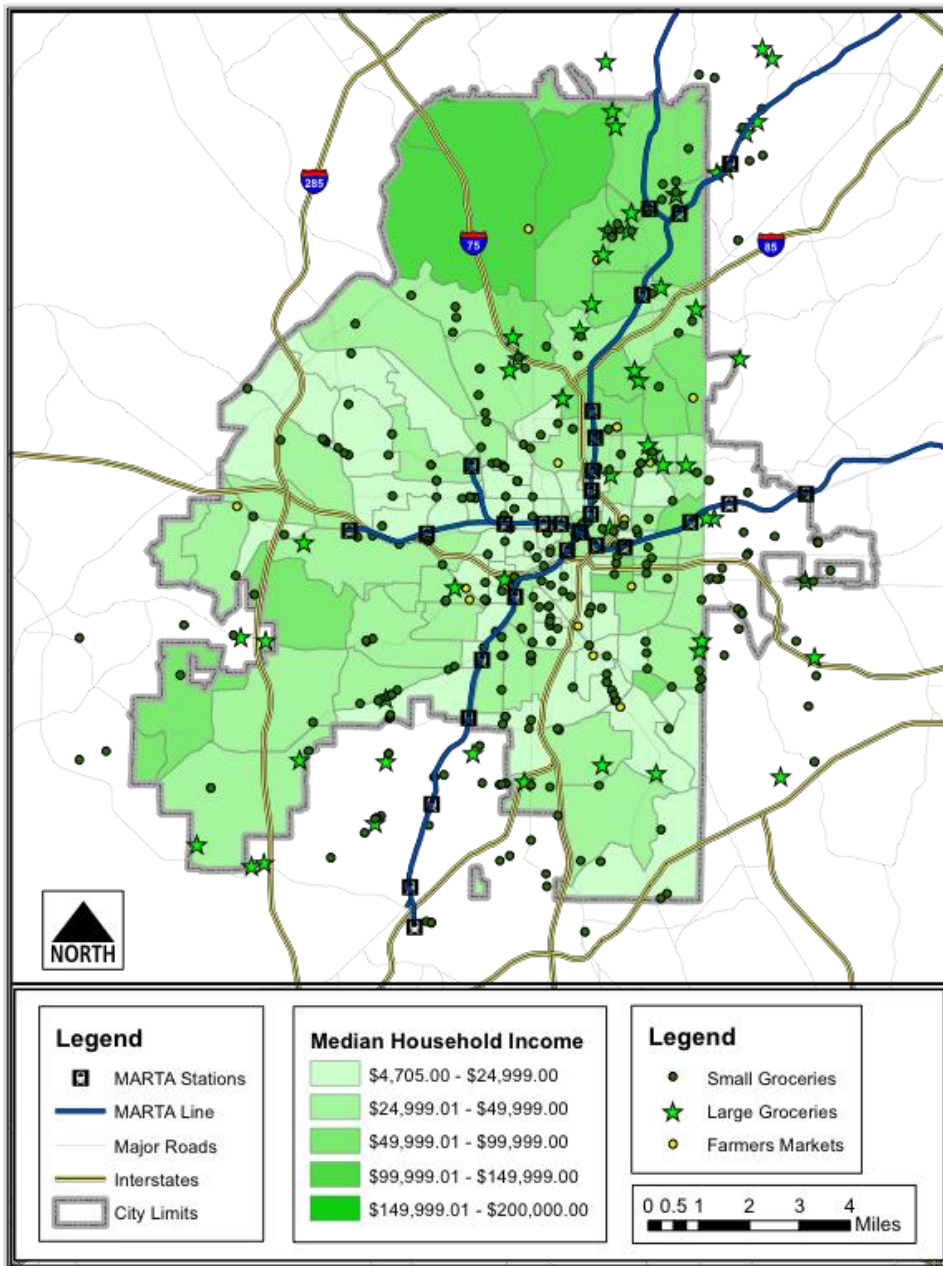 285
75
85
NORTH
Legend
MARTA Stations
MARTA Line
Major Roads
Interstates
City Limits
Median Household Income
$4,705.00 - $24,999.00
$24,999.01 - $49,999.00
$49,999.01 - $99,999.00
$99,999.01 - $149,999.00
$149,999.01 - $200,000.00
Legend
Small Groceries
Large Groceries
Farmers Markets
0 0.5 1 2 3 4
Miles